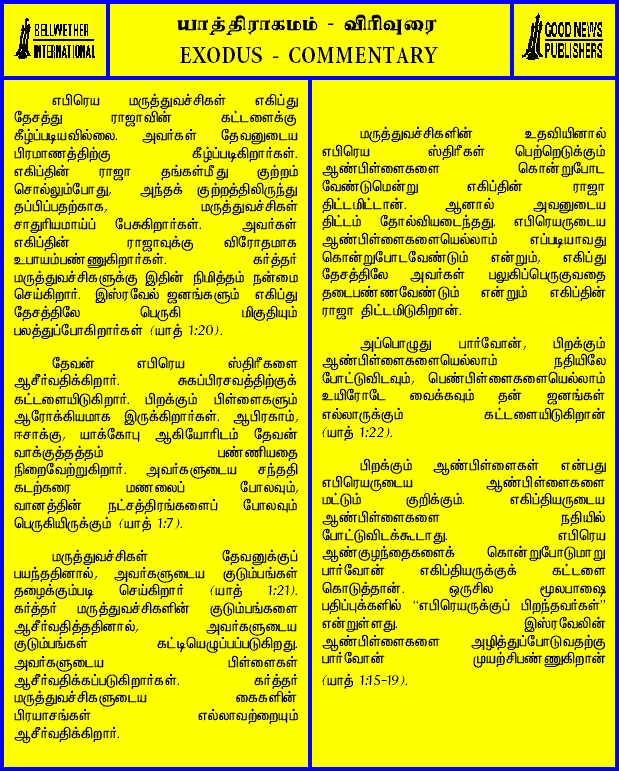 BELLWETHER
INTERNATIONAL
யாத்திராகமம் - விரிவுரை
EXODUS - COMMENTARY
GOOD NEWS
PUBLISHERS
எபிரெய மருத்துவச்சிகள் எகிப்து
தேசத்து ராஜாவின் கட்டளைக்கு
கீழ்ப்படியவில்லை. அவர்கள் தேவனுடைய
பிரமாணத்திற்கு கீழ்ப்படிகிறார்கள்.
எகிப்தின் ராஜா தங்கள்மீது குற்றம்
சொல்லும்போது, அந்தக் குற்றத்திலிருந்து
தப்பிப்பதற்காக, மருத்துவச்சிகள்
சாதுரியமாய்ப் பேசுகிறார்கள். அவர்கள்
எகிப்தின் ராஜாவுக்கு விரோதமாக
உபாயம்பண்ணுகிறார்கள். கர்த்தர்
மருத்துவச்சிகளுக்கு இதின் நிமித்தம் நன்மை
செய்கிறார். இஸ்ரவேல் ஜனங்களும் எகிப்து
தேசத்திலே பெருகி மிகுதியும்
பலத்துப்போகிறார்கள் (யாத் 1:20).
தேவன் எபிரெய ஸ்திரீகளை
ஆசீர்வதிக்கிறார். சுகப்பிரசவத்திற்குக்
கட்டளையிடுகிறார். பிறக்கும் பிள்ளைகளும்
ஆரோக்கியமாக இருக்கிறார்கள். ஆபிரகாம்,
ஈசாக்கு, யாக்கோபு ஆகியோரிடம் தேவன்
வாக்குத்தத்தம் பண்ணியதை
நிறைவேற்றுகிறார். அவர்களுடைய சந்ததி
கடற்கரை மணலைப் போலவும்,
வானத்தின் நட்சத்திரங்களைப் போலவும்
பெருகியிருக்கும் (யாத் 1:7).
மருத்துவச்சிகள் தேவனுக்குப்
பயந்ததினால், அவர்களுடைய குடும்பங்கள்
தழைக்கும்படி செய்கிறார் (யாத் 1:21).
கர்த்தர் மருத்துவச்சிகளின் குடும்பங்களை
ஆசீர்வதித்ததினால், அவர்களுடைய
குடும்பங்கள் கட்டியெழுப்பப்படுகிறது.
அவர்களுடைய பிள்ளைகள்
ஆசீர்வதிக்கப்படுகிறார்கள். கர்த்தர்
மருத்துவச்சிகளுடைய கைகளின்
பிரயாசங்கள் எல்லாவற்றையும்
ஆசீர்வதிக்கிறார்.
மருத்துவச்சிகளின் உதவியினால்
எபிரெய ஸ்திரீகள் பெற்றெடுக்கும்
ஆண்பிள்ளைகளை கொன்றுபோட
வேண்டுமென்று எகிப்தின் ராஜா
திட்டமிட்டான். ஆனால் அவனுடைய
திட்டம் தோல்வியடைந்தது. எபிரெயருடைய
ஆண்பிள்ளைகளையெல்லாம் எப்படியாவது
கொன்றுபோடவேண்டும் என்றும், எகிப்து
தேசத்திலே அவர்கள் பலுகிப்பெருகுவதை
தடைபண்ணவேண்டும் என்றும் எகிப்தின்
ராஜா திட்டமிடுகிறான்.
அப்பொழுது பார்வோன், பிறக்கும்
ஆண்பிள்ளைகளையெல்லாம் நதியிலே
போட்டுவிடவும், பெண்பிள்ளைகளையெல்லாம்
உயிரோடே வைக்கவும் தன் ஜனங்கள்
எல்லாருக்கும் கட்டளையிடுகிறான்
(யாத் 1:22).
பிறக்கும் ஆண்பிள்ளைகள் என்பது
எபிரெயருடைய ஆண்பிள்ளைகளை
மட்டும் குறிக்கும். எகிப்தியருடைய
ஆண்பிள்ளைகளை நதியில்
போட்டுவிடக்கூடாது. எபிரெய
ஆண்குழந்தைகளைக் கொன்றுபோடுமாறு
பார்வோன் எகிப்தியருக்குக் கட்டளை
கொடுத்தான். ஒருசில மூலபாஷை
பதிப்புக்களில் “எபிரெயருக்குப் பிறந்தவர்கள்”
என்றுள்ளது. இஸ்ரவேலின்
ஆண்பிள்ளைகளை அழித்துப்போடுவதற்கு
பார்வோன் முயற்சிபண்ணுகிறான்
(யாத் 1:15-19).